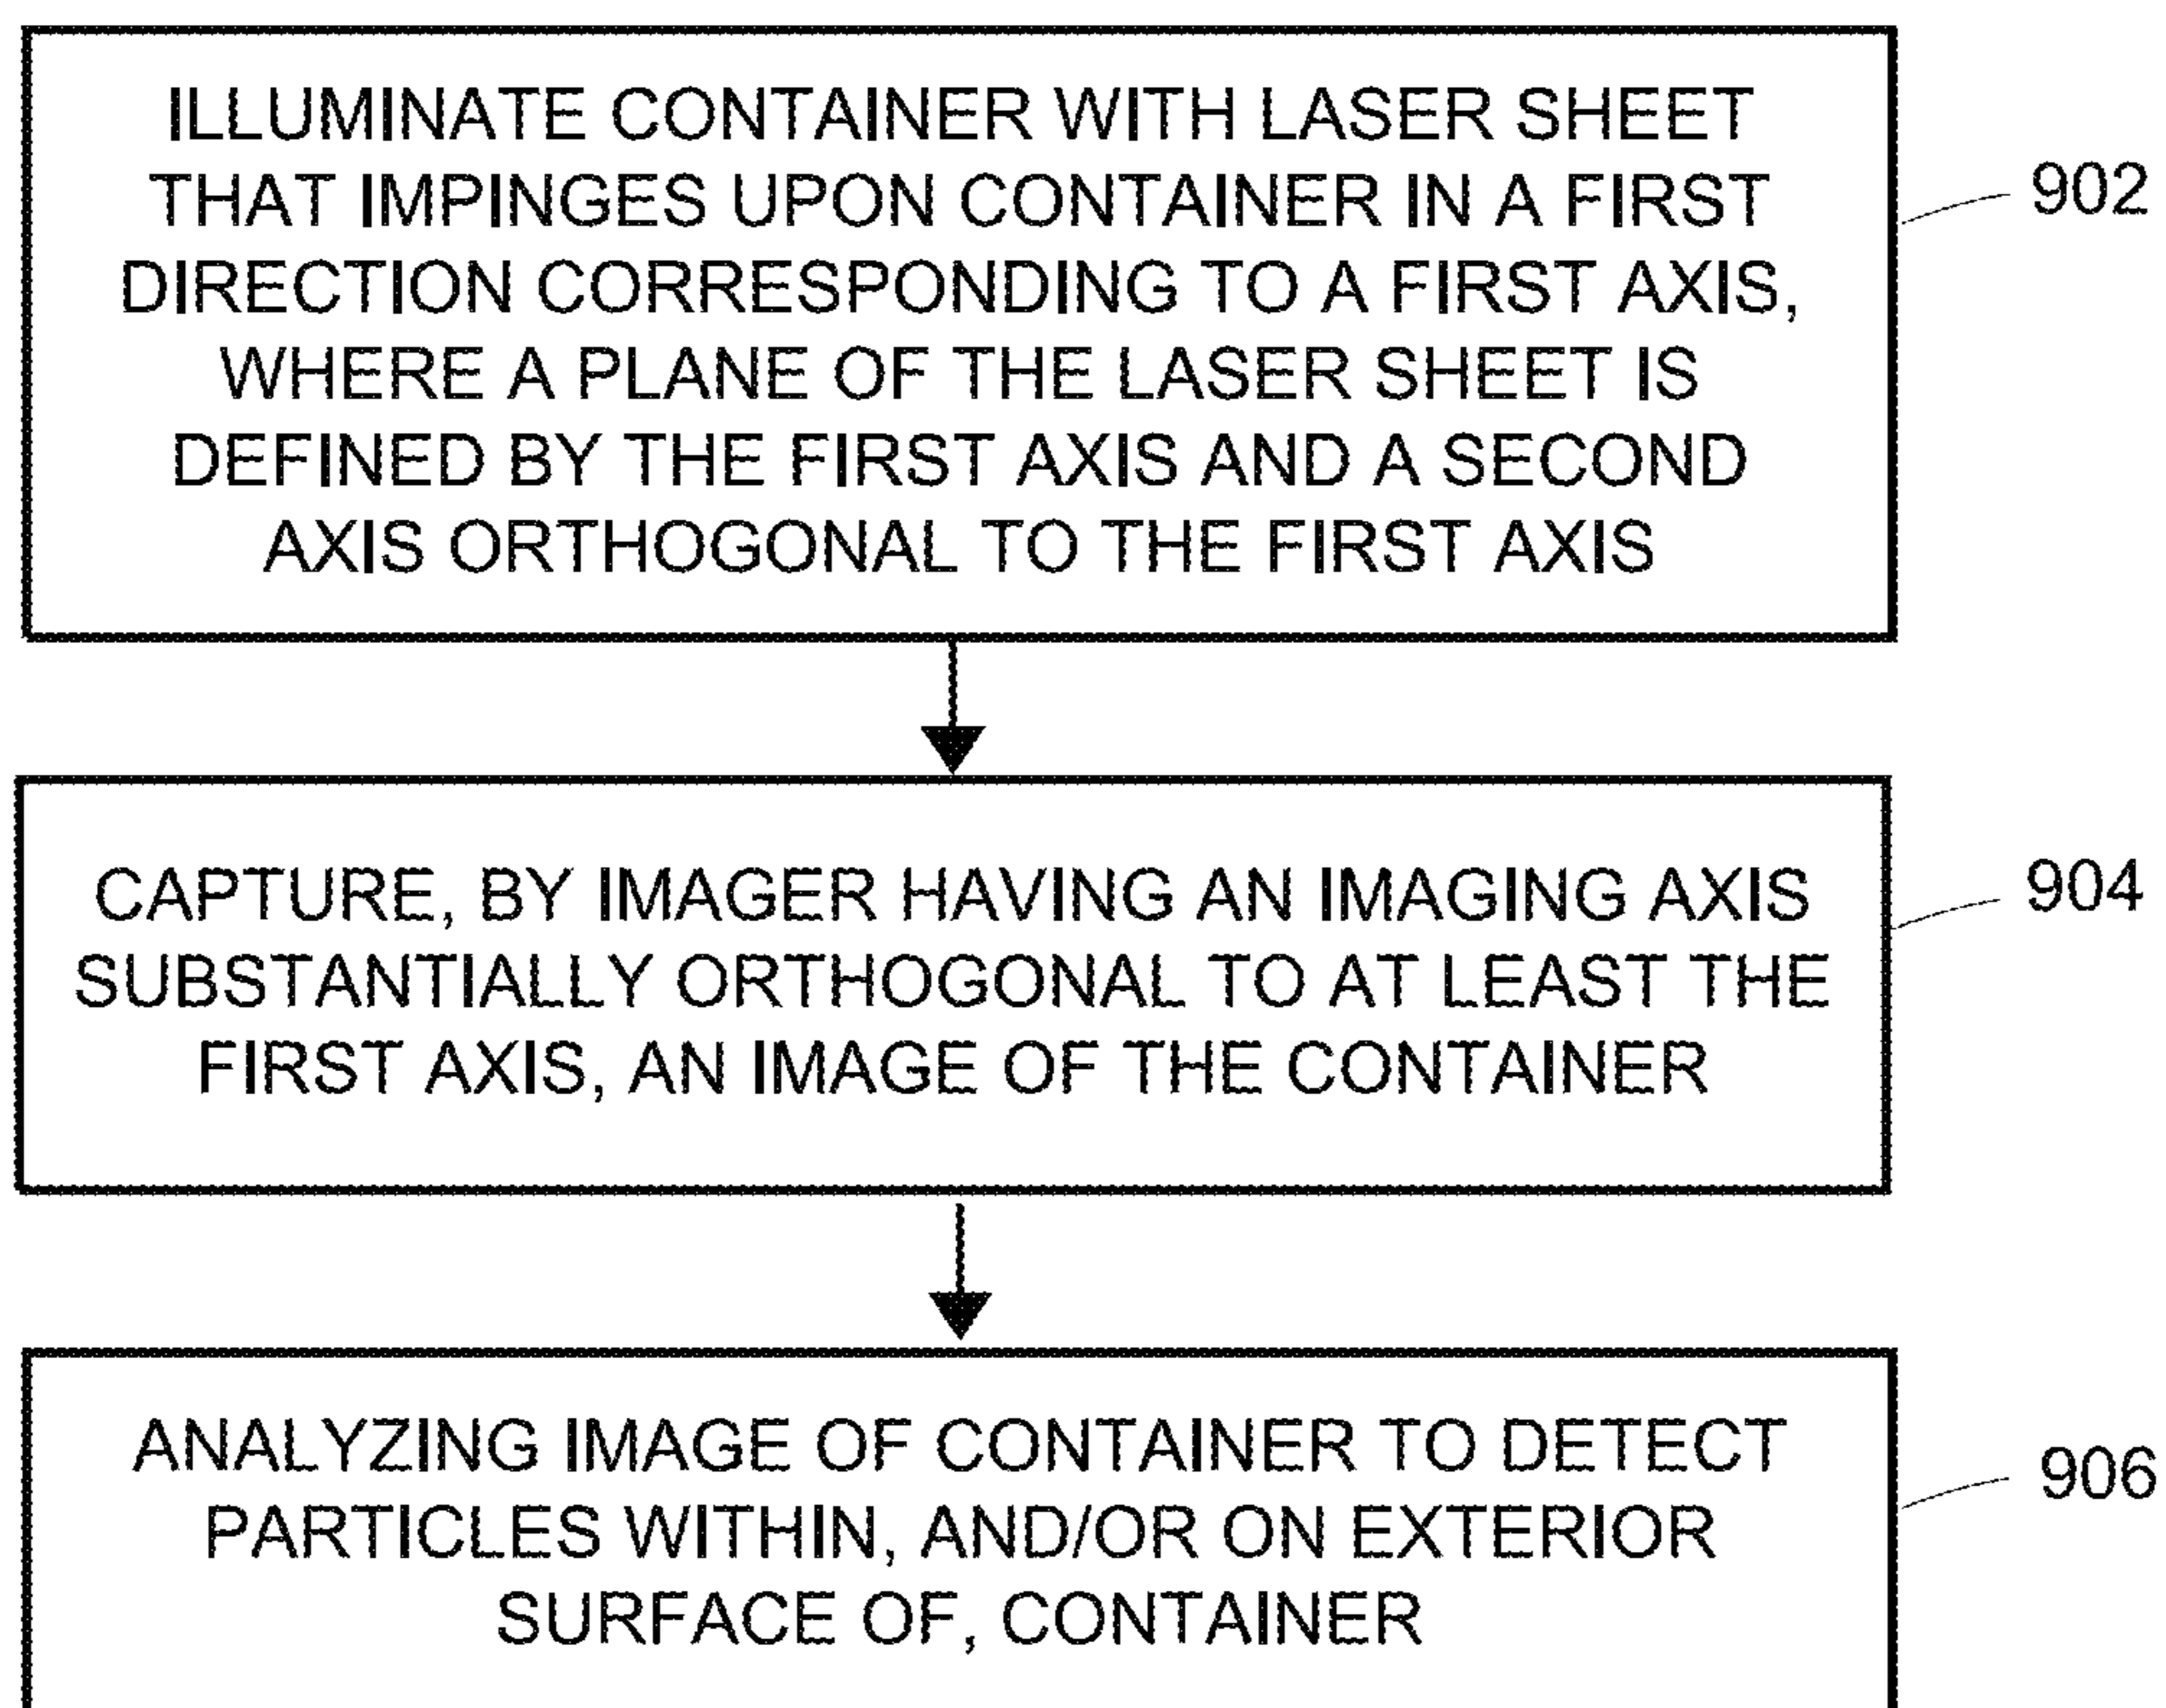 ILLUMINATE CONTAINER WITH LASER SHEET
THAT IMPINGES UPON CONTAINER IN A FIRST
DIRECTION CORRESPONDING TO A FIRST AXIS,
WHERE A PLANE OF THE LASER SHEET IS
DEFINED BY THE FIRST AXIS AND A SECOND
AXIS ORTHOGONAL TO THE FIRST AXIS
902
CAPTURE, BY IMAGER HAVING AN IMAGING AXIS
SUBSTANTIALLY ORTHOGONAL TO AT LEAST THE
FIRST AXIS, AN IMAGE OF THE CONTAINER
904
ANALYZING IMAGE OF CONTAINER TO DETECT
PARTICLES WITHIN, AND/OR ON EXTERIOR
SURFACE OF, CONTAINER
906